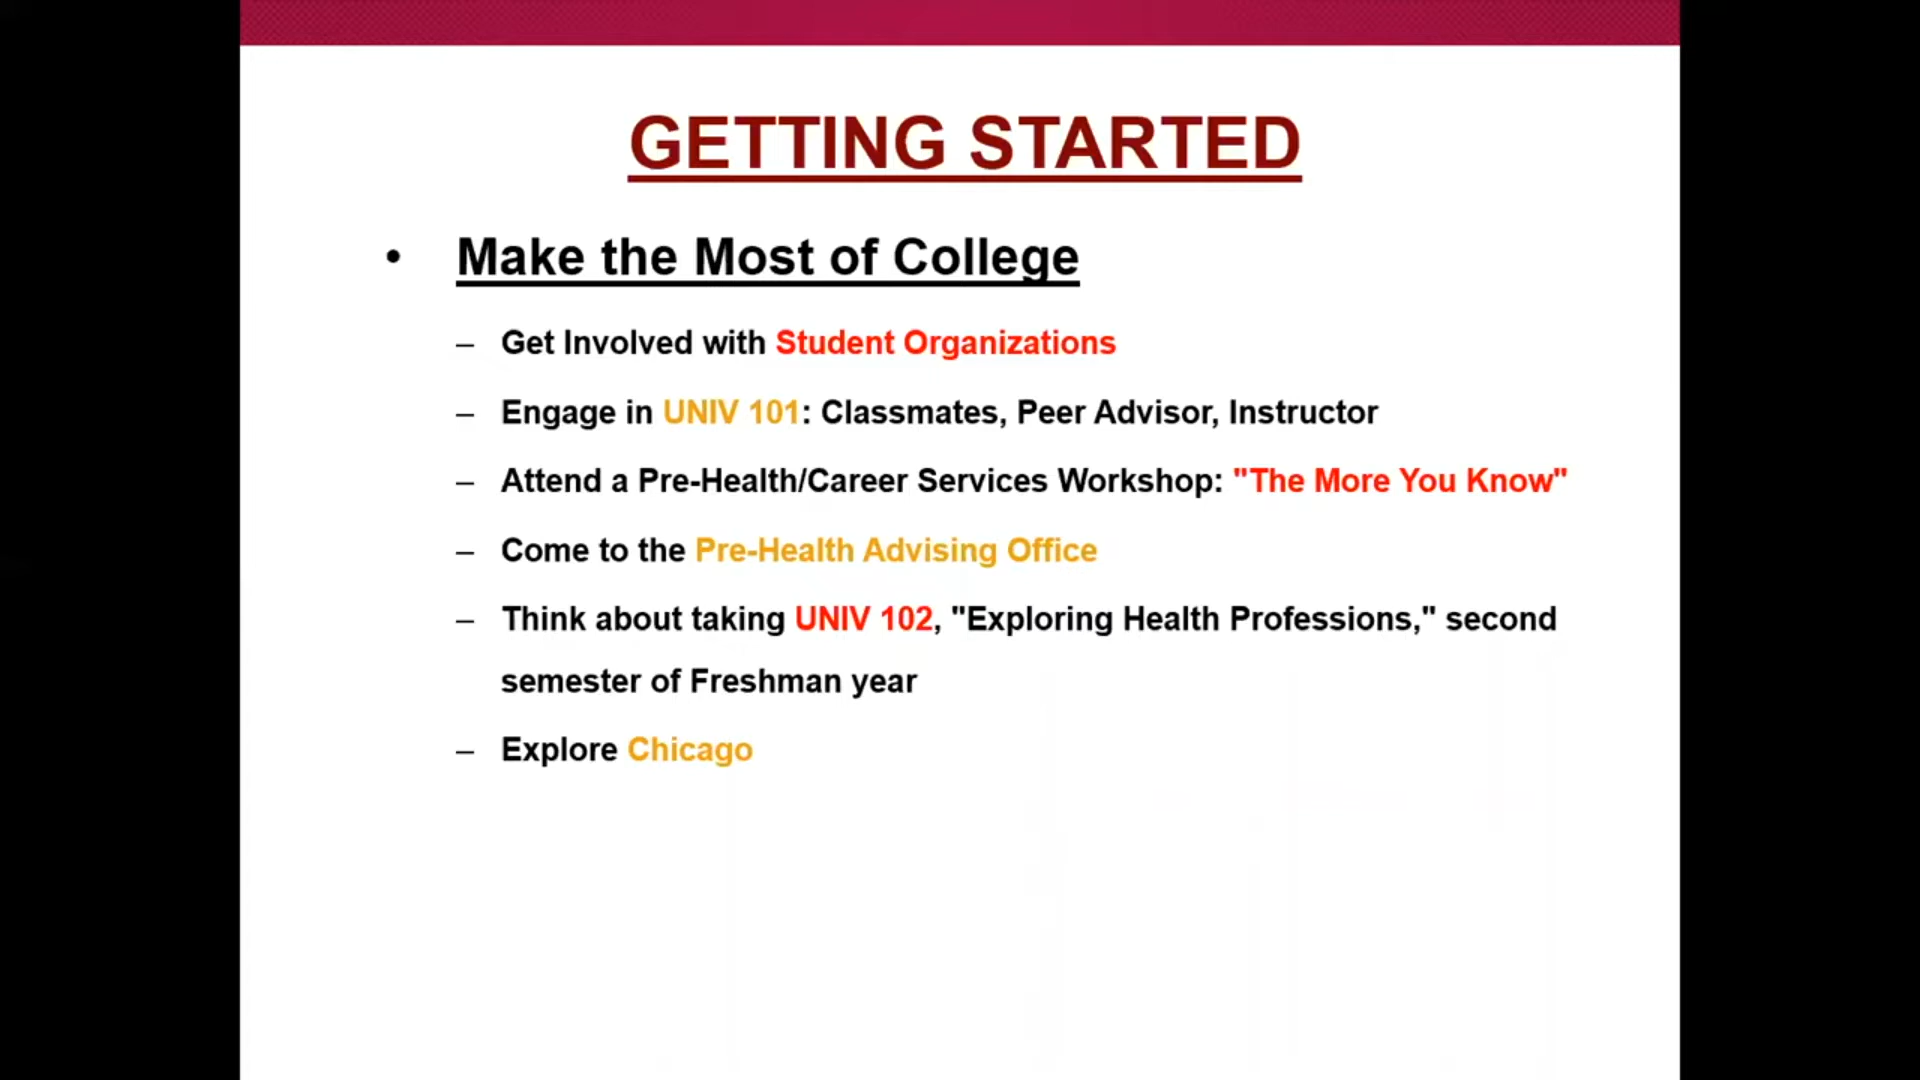 GETTING STARTED
• Make the Most of College
– Get Involved with Student Organizations
– Engage in UNIV 101: Classmates, Peer Advisor, Instructor
– Attend a Pre-Health/Career Services Workshop: "The More You Know"
– Come to the Pre-Health Advising Office
– Think about taking UNIV 102, "Exploring Health Professions," second
semester of Freshman year
– Explore Chicago